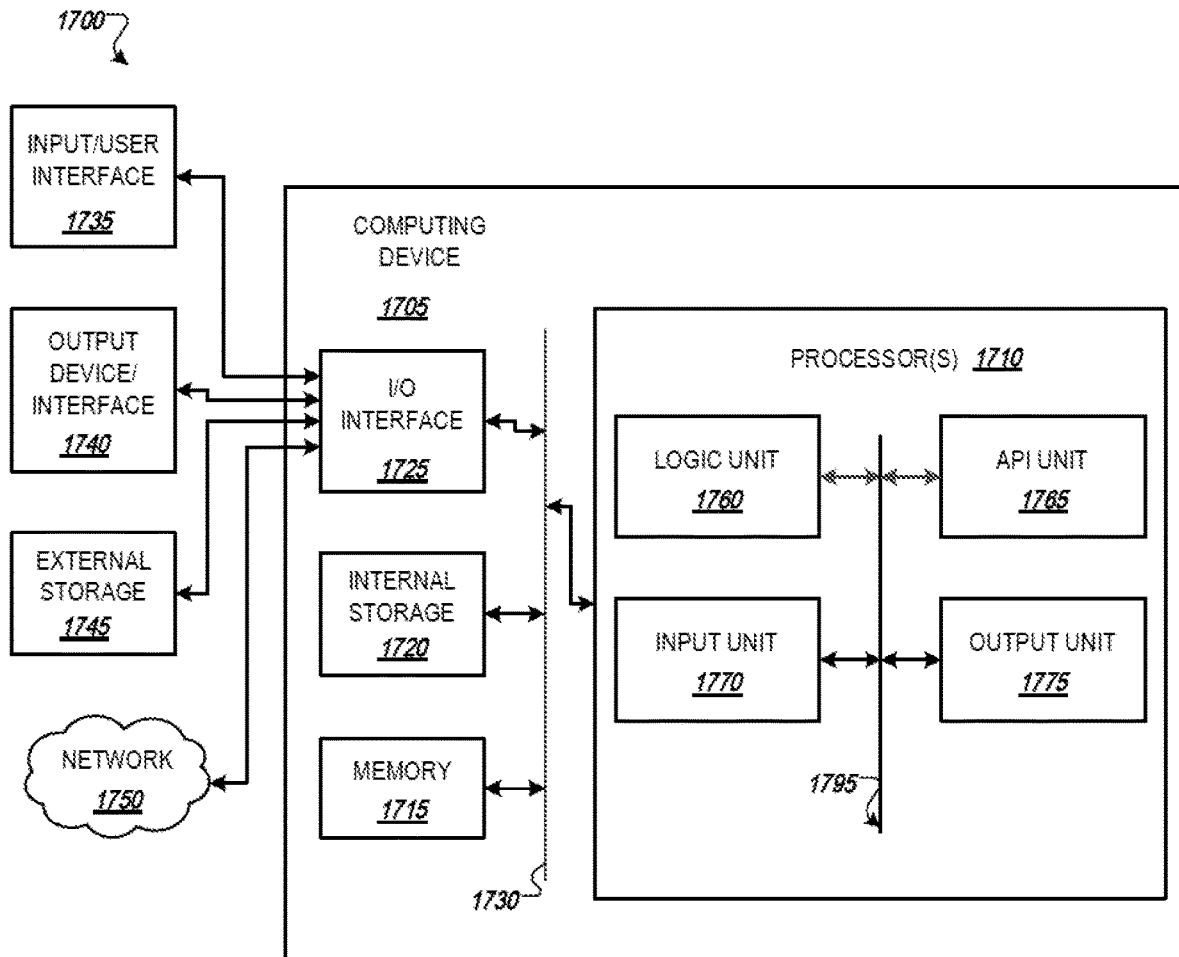 1700
INPUT/USER
INTERFACE
1735
COMPUTING
DEVICE
1705
OUTPUT
DEVICE/
INTERFACE
1740
I/O
INTERFACE
1725
PROCESSOR(S) 1710
LOGIC UNIT
1760
API UNIT
1765
EXTERNAL
STORAGE
1745
INTERNAL
STORAGE
1720
INPUT UNIT
1770
OUTPUT UNIT
1775
NETWORK
1750
MEMORY
1715
1795
1730